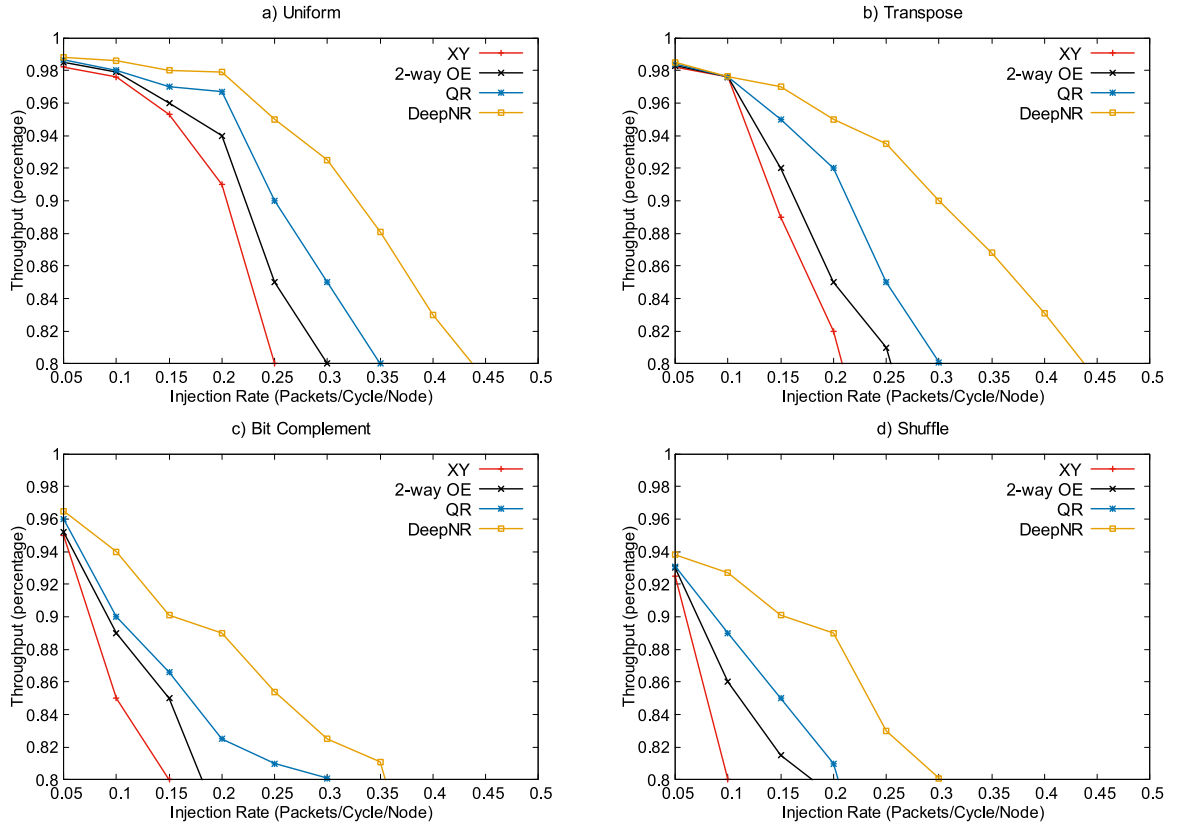 a) Uniform
Throughput (percentage)
1
0.98
0.96
0.94
0.92
0.9
0.88
0.86
0.84
0.82
0.8
XY
2-way OE
QR
DeepNR
0.05 0.1 0.15 0.2 0.25 0.3 0.35 0.4 0.45 0.5
Injection Rate (Packets/Cycle/Node)
b) Transpose
Throughput (percentage)
1
0.98
0.96
0.94
0.92
0.9
0.88
0.86
0.84
0.82
0.8
XY
2-way OE
QR
DeepNR
0.05 0.1 0.15 0.2 0.25 0.3 0.35 0.4 0.45 0.5
Injection Rate (Packets/Cycle/Node)
c) Bit Complement
Throughput (percentage)
1
0.98
0.96
0.94
0.92
0.9
0.88
0.86
0.84
0.82
0.8
XY
2-way OE
QR
DeepNR
0.05 0.1 0.15 0.2 0.25 0.3 0.35 0.4 0.45 0.5
Injection Rate (Packets/Cycle/Node)
d) Shuffle
Throughput (percentage)
1
0.98
0.96
0.94
0.92
0.9
0.88
0.86
0.84
0.82
0.8
XY
2-way OE
QR
DeepNR
0.05 0.1 0.15 0.2 0.25 0.3 0.35 0.4 0.45 0.5
Injection Rate (Packets/Cycle/Node)